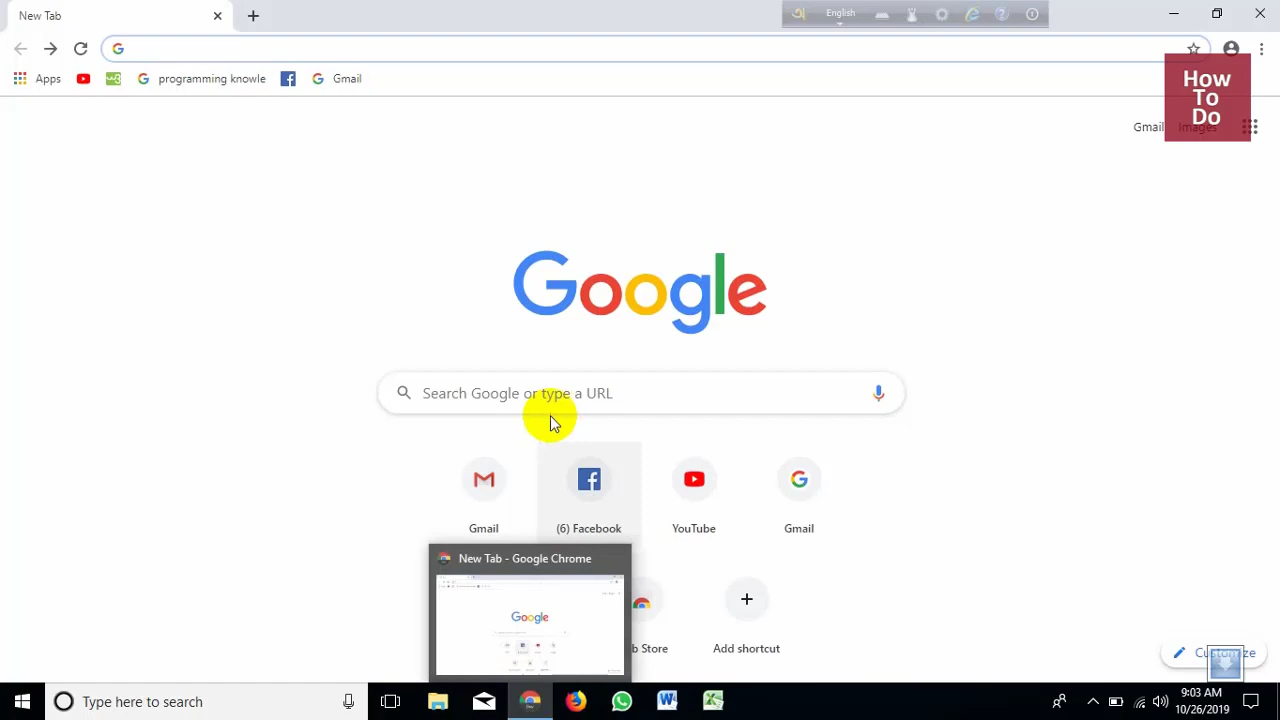 New Tab
English
Apps
programming knowle
Gmail
How
To
Do
Gmail
Images
Google
Search Google or type a URL
Gmail
(6) Facebook
YouTube
Gmail
New Tab - Google Chrome
Google
b Store
Add shortcut
Customize
Type here to search
9:03 AM
10/26/2019